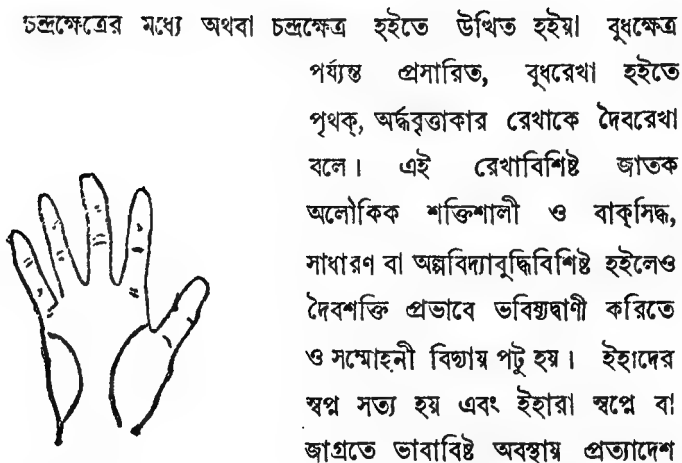 চন্দ্রক্ষেত্রের মধ্যে অথবা চন্দ্রক্ষেত্র হইতে উত্থিত হইয়া বুধক্ষেত্র
পর্য্যন্ত প্রসারিত, বুধরেখা হইতে
পৃথক্, অর্দ্ধবৃত্তাকার রেখাকে দৈবরেখা
বলে। এই রেখাবিশিষ্ট জাতক
অলৌকিক শক্তিশালী ও বাক্‌সিদ্ধ,
সাধারণ বা অল্পবিদ্যাবুদ্ধিবিশিষ্ট হইলেও
দৈবশক্তি প্রভাবে ভবিষ্যদ্বাণী করিতে
ও সম্মোহনী বিদ্যায় পটু হয়। ইহাদের
স্বপ্ন সত্য হয় এবং ইহারা স্বপ্নে বা
জাগ্রতে ভাবাবিষ্ট অবস্থায় প্রত্যাদেশ